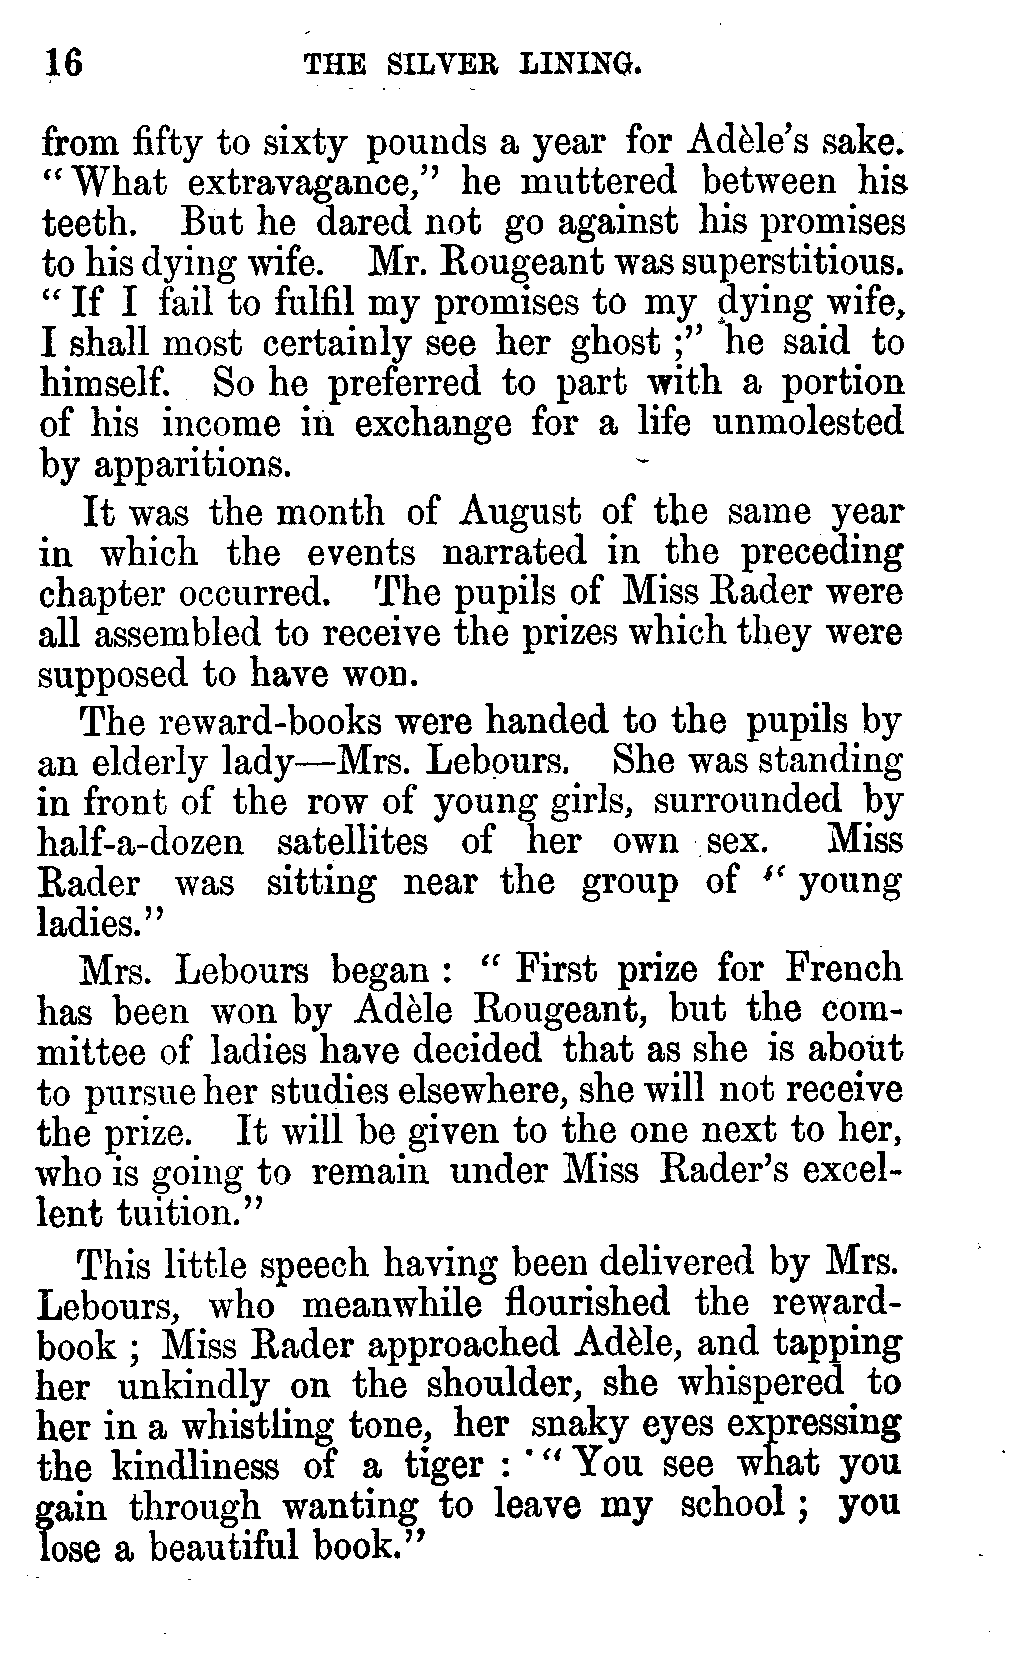 16 THE SILVER LINING.
from fifty to sixty pounds a year for Adèle's sake.
"What extravagance," he muttered between his
teeth. But he dared not go against his promises
to his dying wife. Mr. Rougeant was superstitious.
"If I fail to fulfil my promises to my dying wife,
I shall most certainly see her ghost;" he said to
himself. So he preferred to part with a portion
of his income in exchange for a life unmolested
by apparitions.
It was the month of August of the same year
in which the events narrated in the preceding
chapter occurred. The pupils of Miss Rader were
all assembled to receive the prizes which they were
supposed to have won.
The reward-books were handed to the pupils by
an elderly lady—Mrs. Lebours. She was standing
in front of the row of young girls, surrounded by
half-a-dozen satellites of her own sex. Miss
Rader was sitting near the group of "young
ladies."
Mrs. Lebours began: "First prize for French
has been won by Adèle Rougeant, but the com-
mittee of ladies have decided that as she is about
to pursue her studies elsewhere, she will not receive
the prize. It will be given to the one next to her,
who is going to remain under Miss Rader's excel-
lent tuition."
This little speech having been delivered by Mrs.
Lebours, who meanwhile flourished the reward-
book; Miss Rader approached Adèle, and tapping
her unkindly on the shoulder, she whispered to
her in a whistling tone, her snaky eyes expressing
the kindliness of a tiger: "You see what you
gain through wanting to leave my school; you
lose a beautiful book."